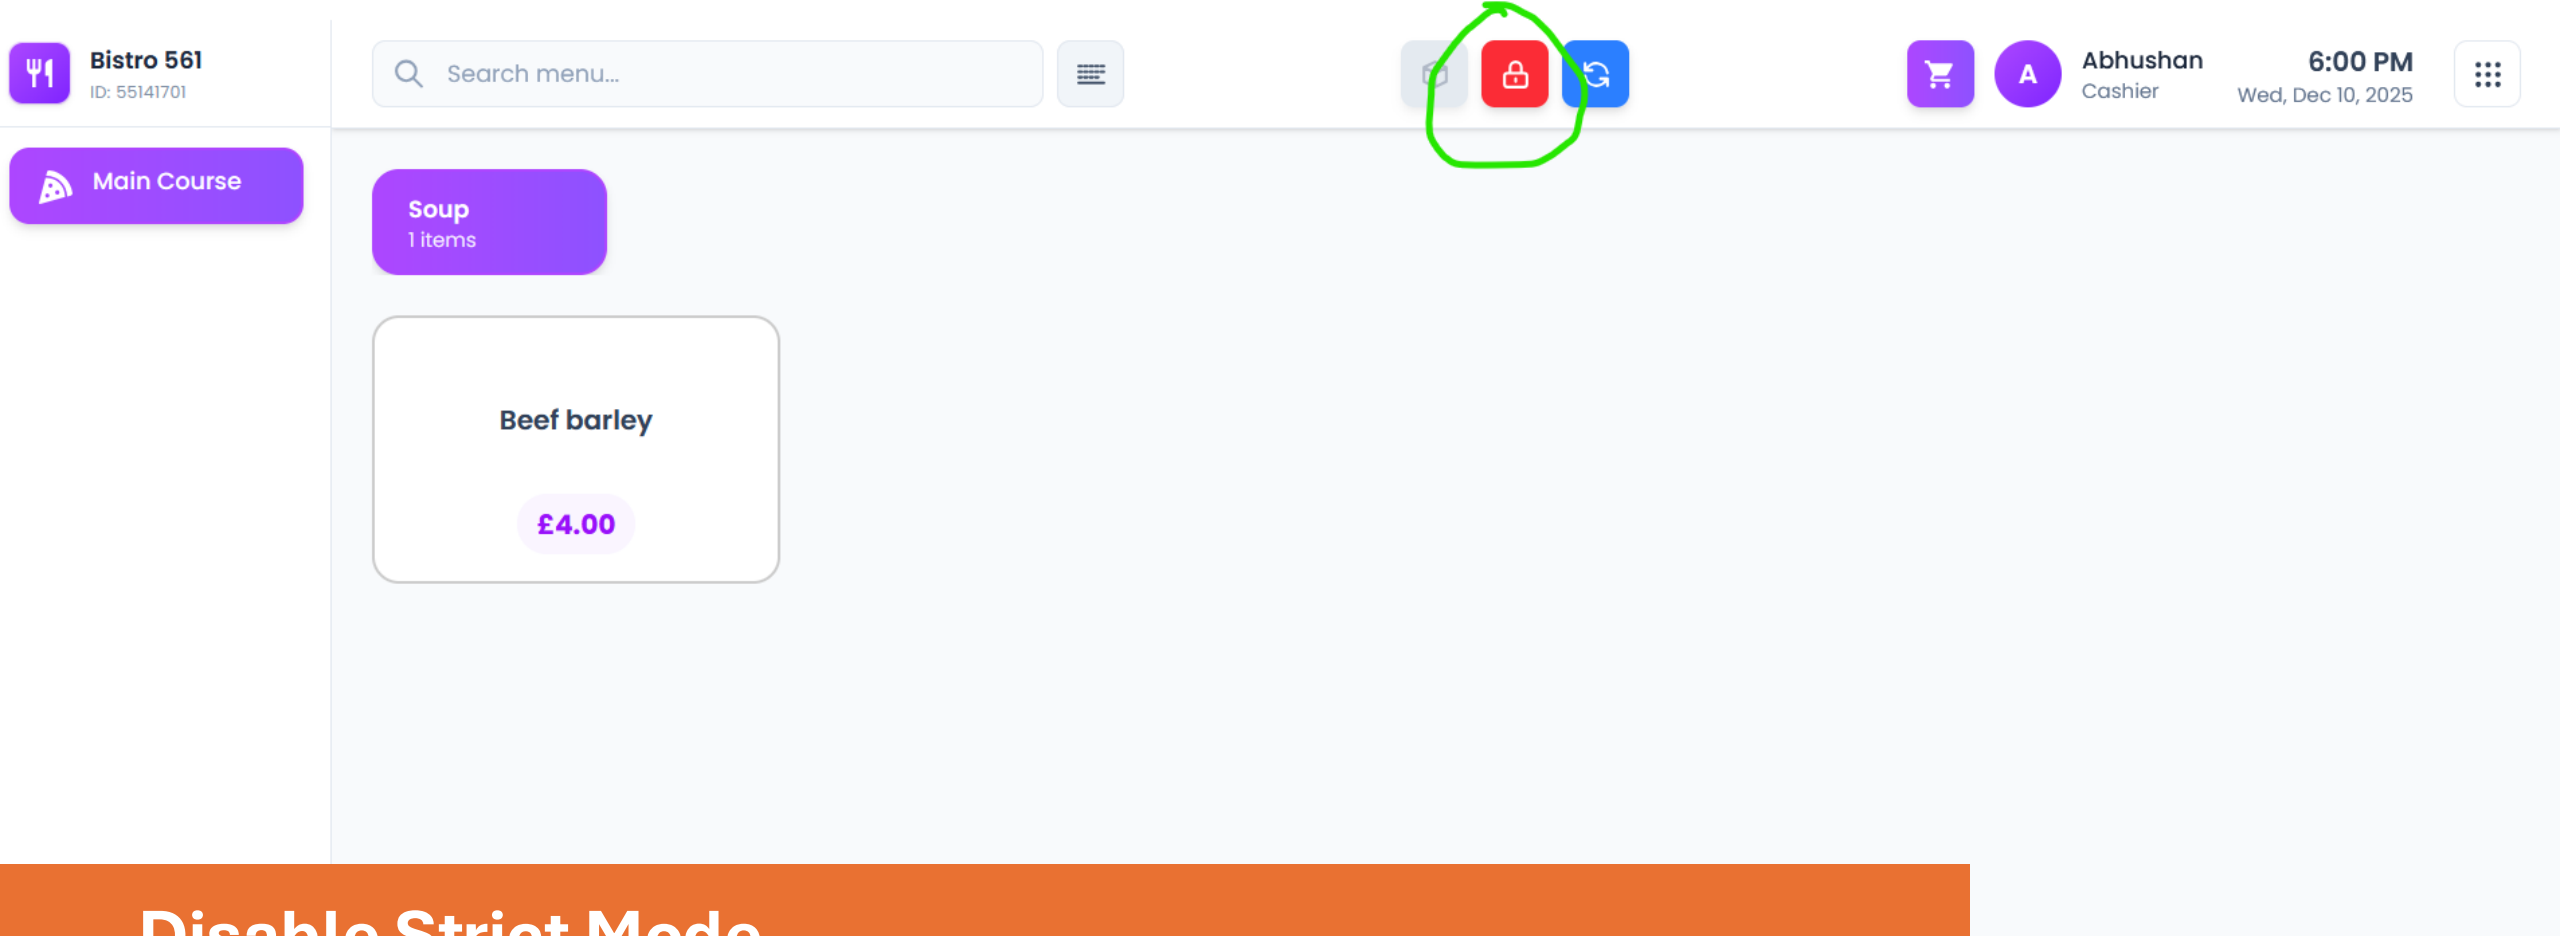 Bistro 561
ID: 55141701
Search menu...
A
Abhushan
Cashier
6:00 PM
Wed, Dec 10, 2025
Main Course
Soup
1 items
Beef barley
£4.00
Disable Strict Mode